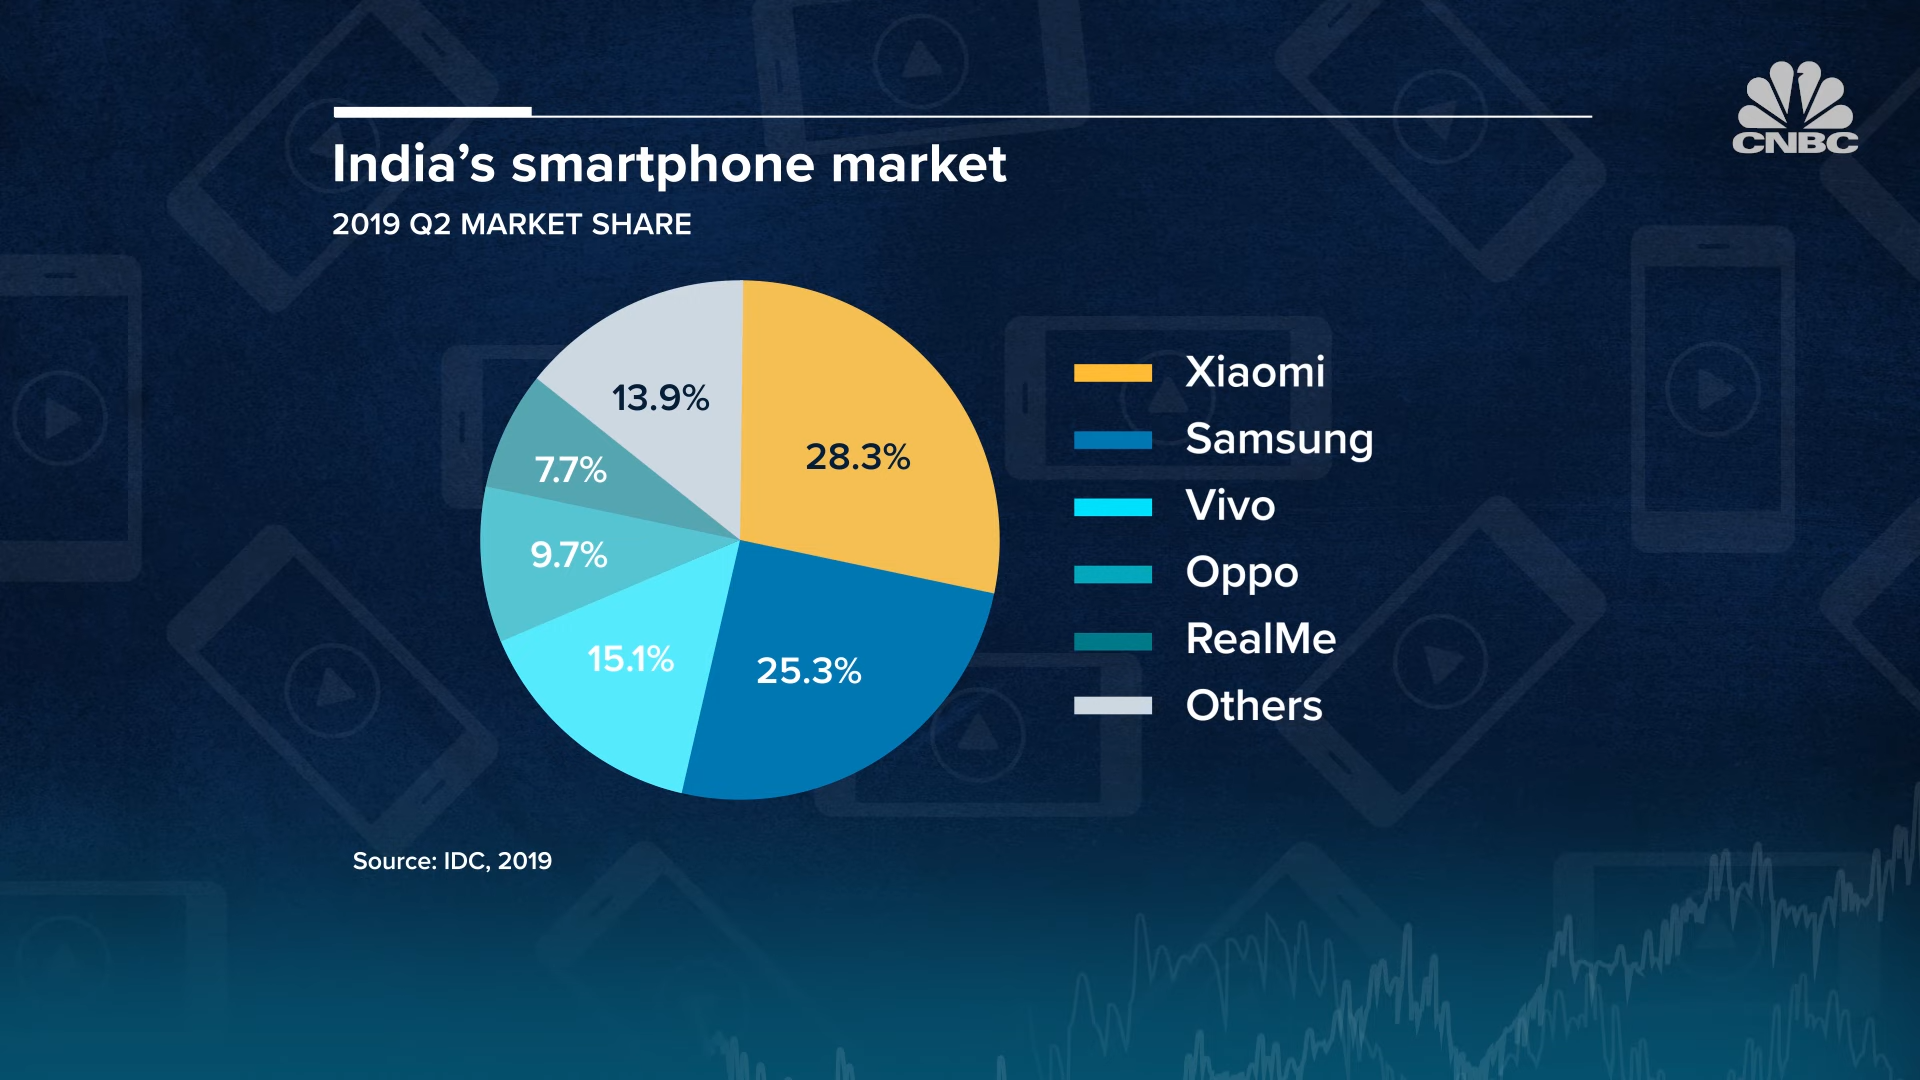 CNBC
India’s smartphone market
2019 Q2 MARKET SHARE
13.9%
28.3%
7.7%
9.7%
15.1%
25.3%
Xiaomi
Samsung
Vivo
Oppo
RealMe
Others
Source: IDC, 2019